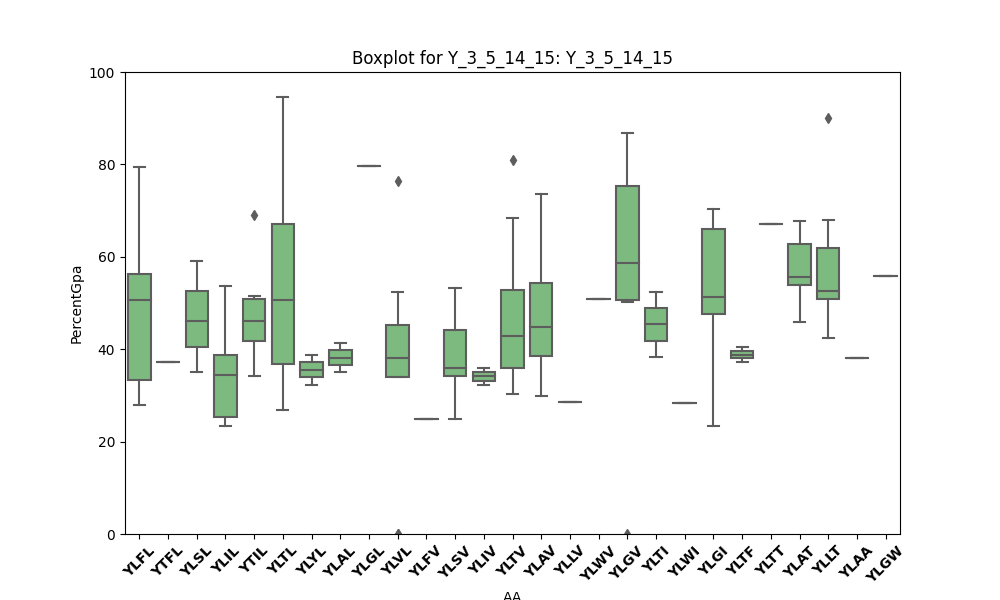 Boxplot for Y_3_5_14_15: Y_3_5_14_15
100
80
60
40
20
0
PercentGpa
YLFL YTFL YLSL YLIL YTIL YLTL YLYL YLAL YLGL YLVL YLFV YLSV YLIV YLTV YLAV YLLV YLWV YLGV YLTI YLWI YLGI YLTF YLTT YLAT YLLT YLAA YLGW
AA